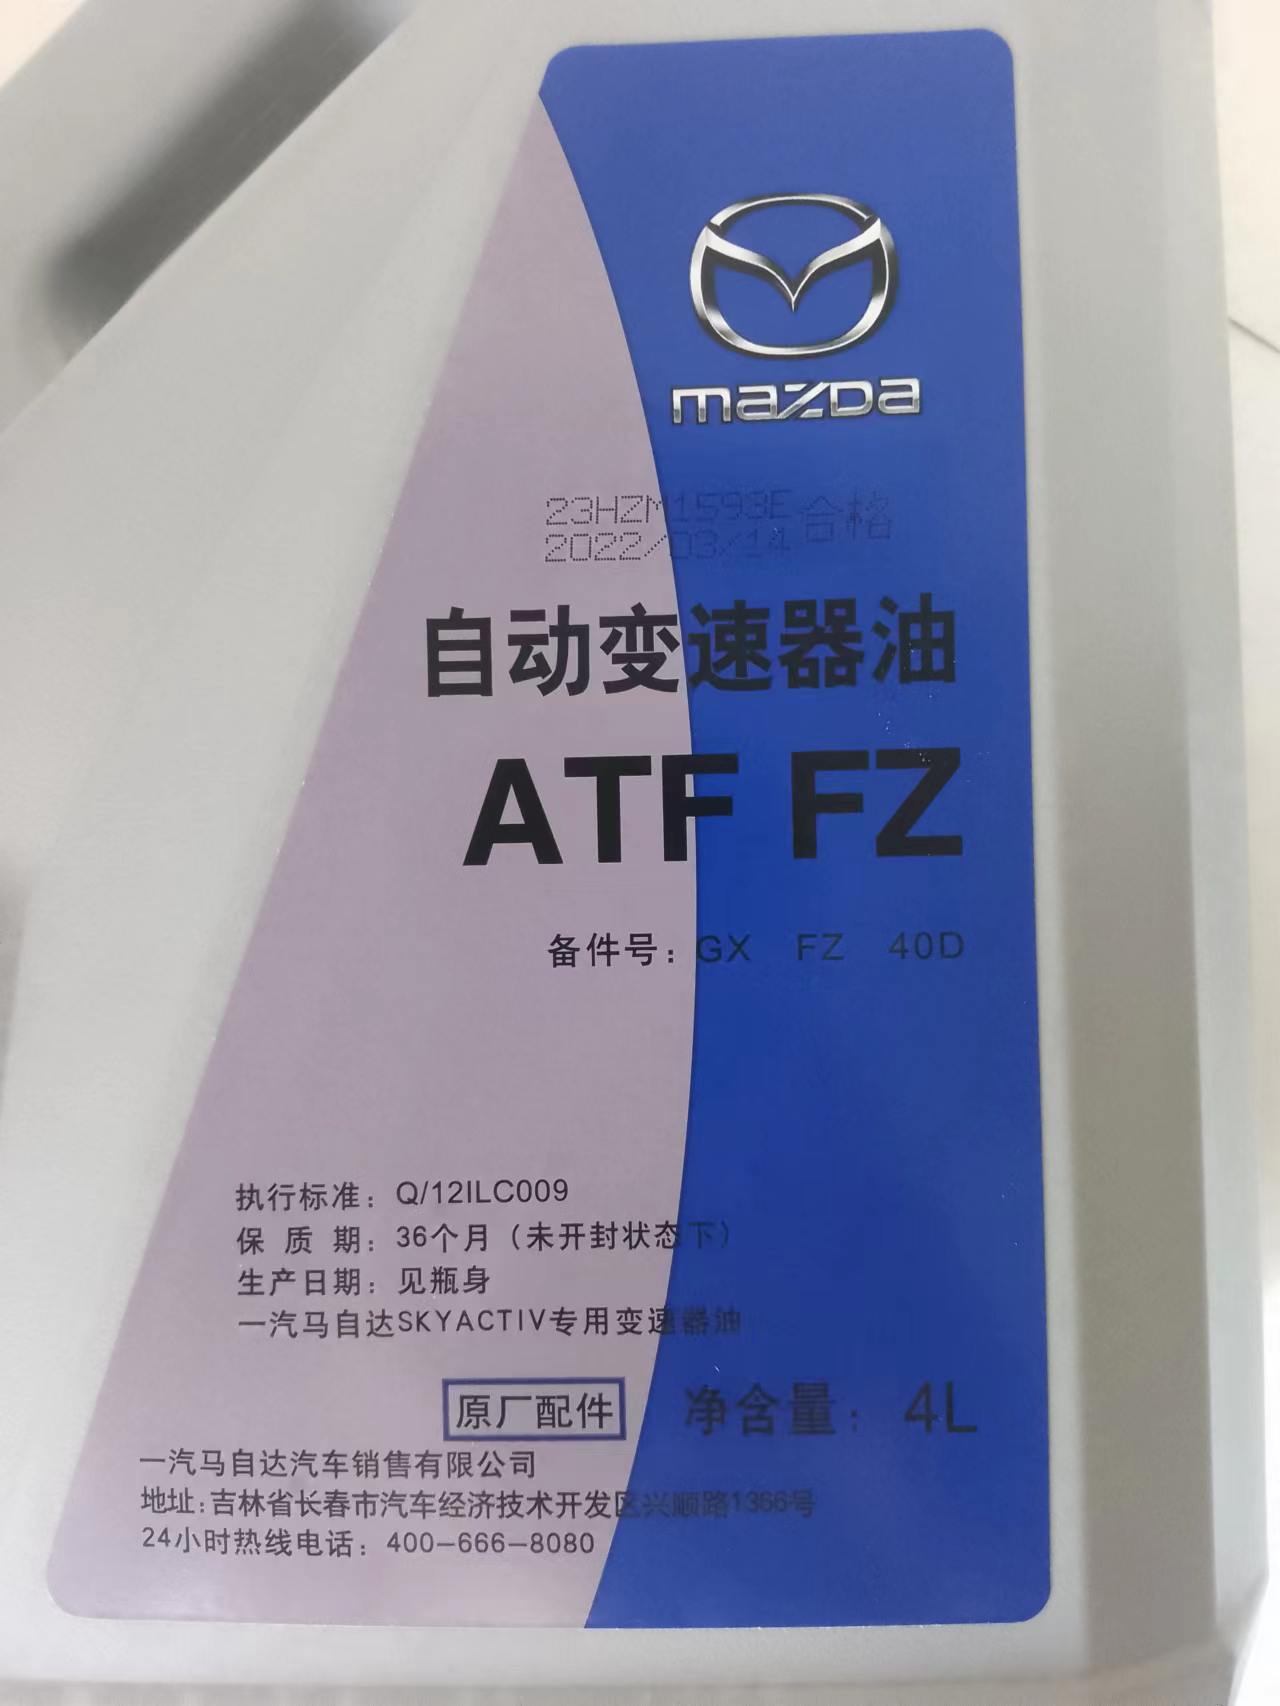 mazda
23HZM1593E 合格
2022/03/14
自动变速器油
ATF FZ
备件号：GX FZ 40D
执行标准：Q/12ILC009
保 质 期：36个月（未开封状态下）
生产日期：见瓶身
一汽马自达SKYACTIV专用变速器油
原厂配件 净含量：4L
一汽马自达汽车销售有限公司
地址：吉林省长春市汽车经济技术开发区兴顺路1366号
24小时热线电话：400-666-8080